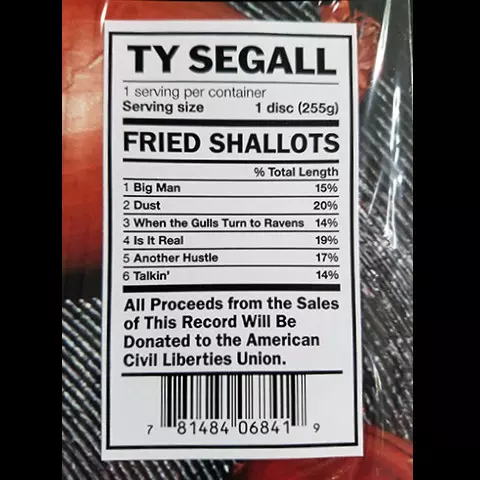 TY SEGALL
1 serving per container
Serving size 1 disc (255g)
FRIED SHALLOTS
% Total Length
1 Big Man 15%
2 Dust 20%
3 When the Gulls Turn to Ravens 14%
4 Is It Real 19%
5 Another Hustle 17%
6 Talkin' 14%
All Proceeds from the Sales
of This Record Will Be
Donated to the American
Civil Liberties Union.
7 81484 06841 9